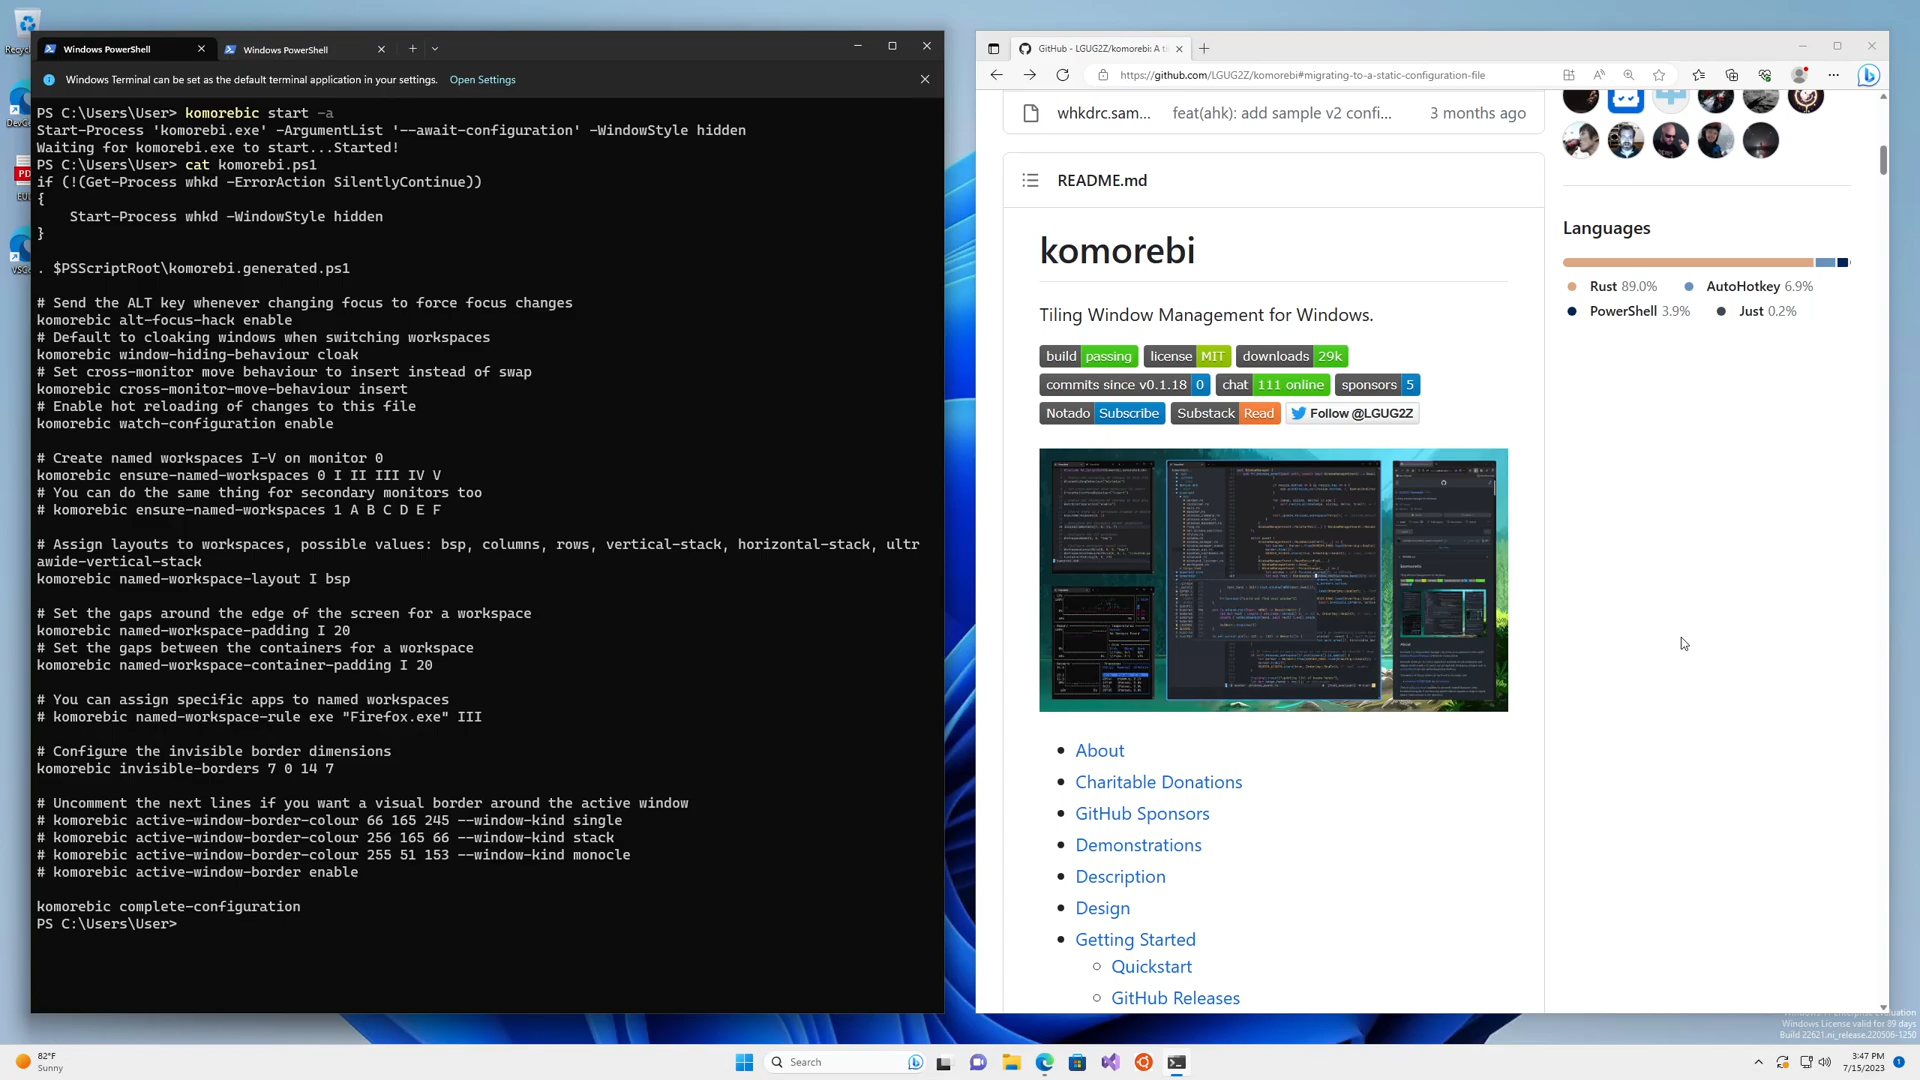 Windows PowerShell
Windows PowerShell
Windows Terminal can be set as the default terminal application in your settings. Open Settings
PS C:\Users\User> komorebic start -a
Start-Process 'komorebi.exe' -ArgumentList '--await-configuration' -WindowStyle hidden
Waiting for komorebi.exe to start...Started!
PS C:\Users\User> cat komorebi.ps1
if (!(Get-Process whkd -ErrorAction SilentlyContinue))
{
    Start-Process whkd -WindowStyle hidden
}
. $PSScriptRoot\komorebi.generated.ps1
# Send the ALT key whenever changing focus to force focus changes
komorebic alt-focus-hack enable
# Default to cloaking windows when switching workspaces
komorebic window-hiding-behaviour cloak
# Set cross-monitor move behaviour to insert instead of swap
komorebic cross-monitor-move-behaviour insert
# Enable hot reloading of changes to this file
komorebic watch-configuration enable
# Create named workspaces I-V on monitor 0
komorebic ensure-named-workspaces 0 I II III IV V
# You can do the same thing for secondary monitors too
# komorebic ensure-named-workspaces 1 A B C D E F
# Assign layouts to workspaces, possible values: bsp, columns, rows, vertical-stack, horizontal-stack, ultr
awide-vertical-stack
komorebic named-workspace-layout I bsp
# Set the gaps around the edge of the screen for a workspace
komorebic named-workspace-padding I 20
# Set the gaps between the containers for a workspace
komorebic named-workspace-container-padding I 20
# You can assign specific apps to named workspaces
# komorebic named-workspace-rule exe "Firefox.exe" III
# Configure the invisible border dimensions
komorebic invisible-borders 7 0 14 7
# Uncomment the next lines if you want a visual border around the active window
# komorebic active-window-border-colour 66 165 245 --window-kind single
# komorebic active-window-border-colour 256 165 66 --window-kind stack
# komorebic active-window-border-colour 255 51 153 --window-kind monocle
# komorebic active-window-border enable
komorebic complete-configuration
PS C:\Users\User>
GitHub - LGUG2Z/komorebi: A ti
https://github.com/LGUG2Z/komorebi#migrating-to-a-static-configuration-file
whkdrc.sam... feat(ahk): add sample v2 confi... 3 months ago
README.md
komorebi
Tiling Window Management for Windows.
build passing license MIT downloads 29k
commits since v0.1.18 0 chat 111 online sponsors 5
Notado Subscribe Substack Read Follow @LGUG2Z
About
Charitable Donations
GitHub Sponsors
Demonstrations
Description
Design
Getting Started
Quickstart
GitHub Releases
Languages
Rust 89.0% AutoHotkey 6.9%
PowerShell 3.9% Just 0.2%
Windows License valid for 89 days
Build 22621.ni_release.220506-1250
82°F
Sunny
Search
3:47 PM
7/15/2023
1